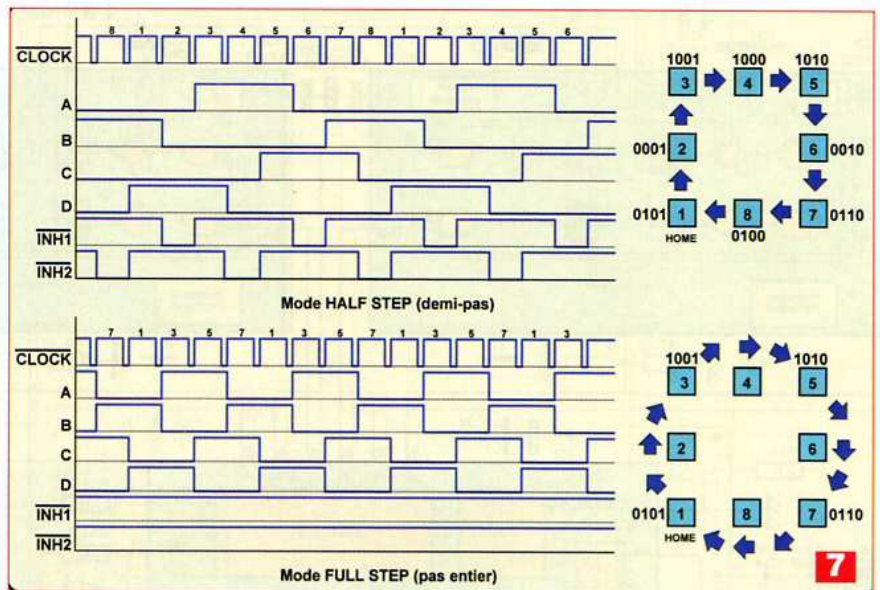 8 1 2 3 4 5 6 7 8 1 2 3 4 5 6
CLOCK
A
B
C
D
INH1
INH2
Mode HALF STEP (demi-pas)
1001 1000 1010
3 4 5
0001 2 6 0010
0101 1 8 7 0110
HOME 0100
7 1 3 5 7 1 3 5 7 1 3 5 7 1 3
CLOCK
A
B
C
D
INH1
INH2
Mode FULL STEP (pas entier)
1001 1010
3 4 5
2 6
0101 1 8 7 0110
HOME
7